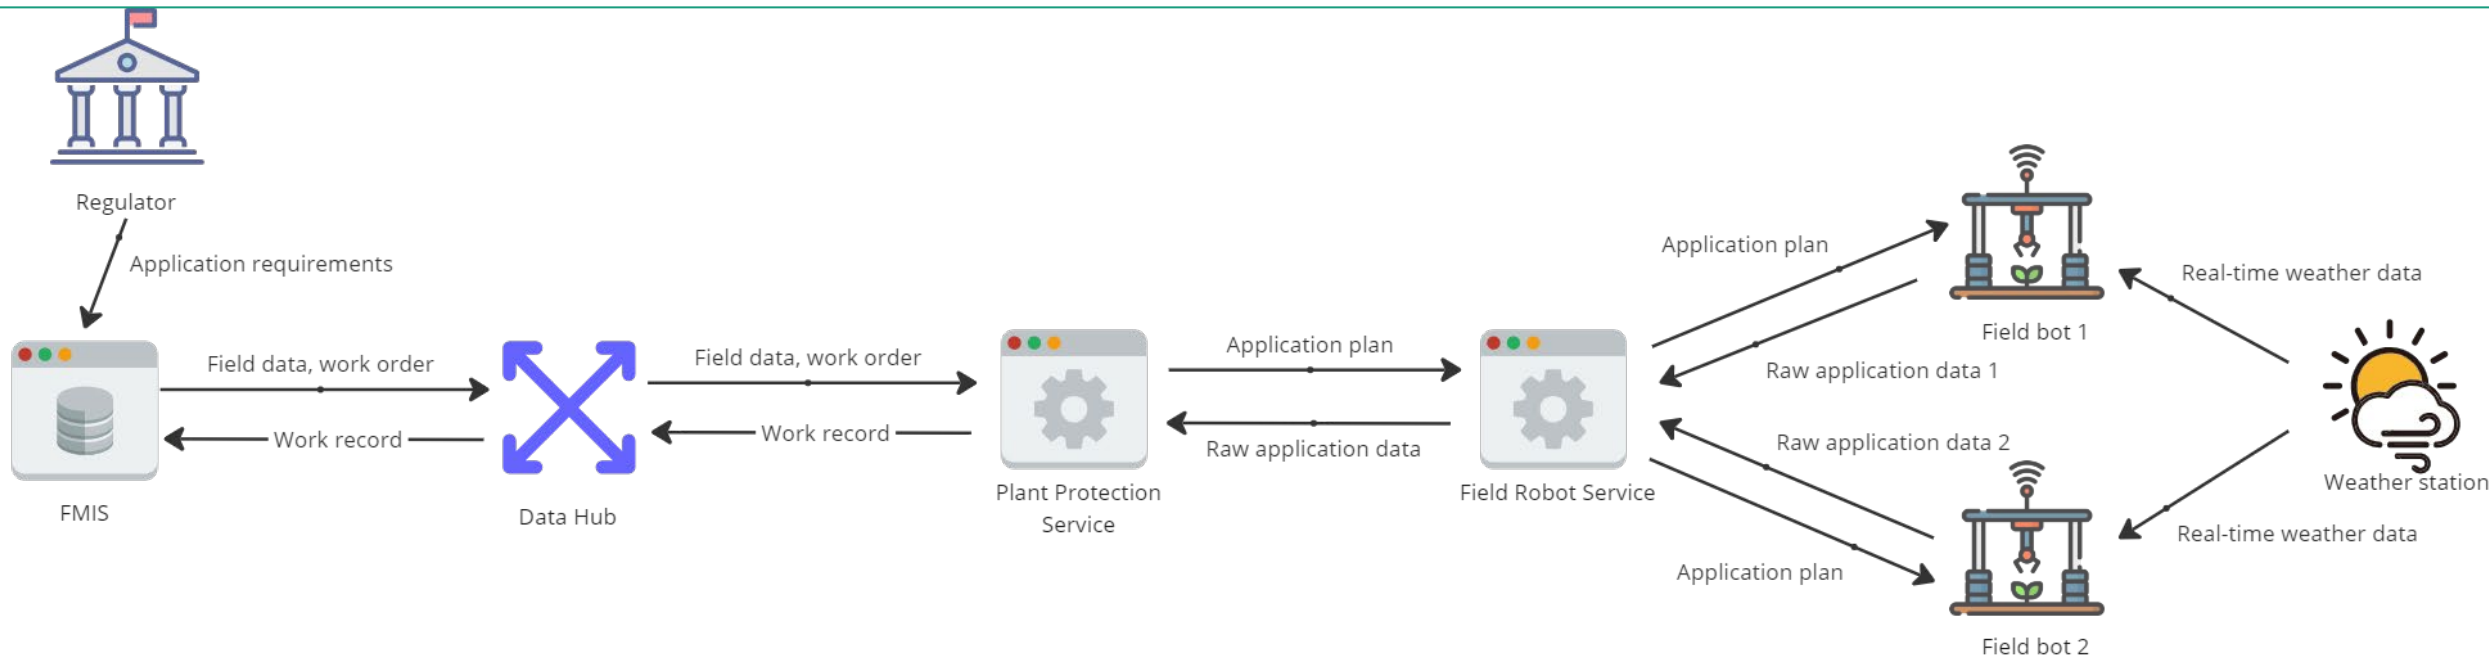 Regulator
Application requirements
Field data, work order
Work record
FMIS
Data Hub
Field data, work order
Work record
Plant Protection
Service
Application plan
Raw application data
Field Robot Service
Application plan
Raw application data 1
Raw application data 2
Application plan
Field bot 1
Field bot 2
Real-time weather data
Weather station
Real-time weather data